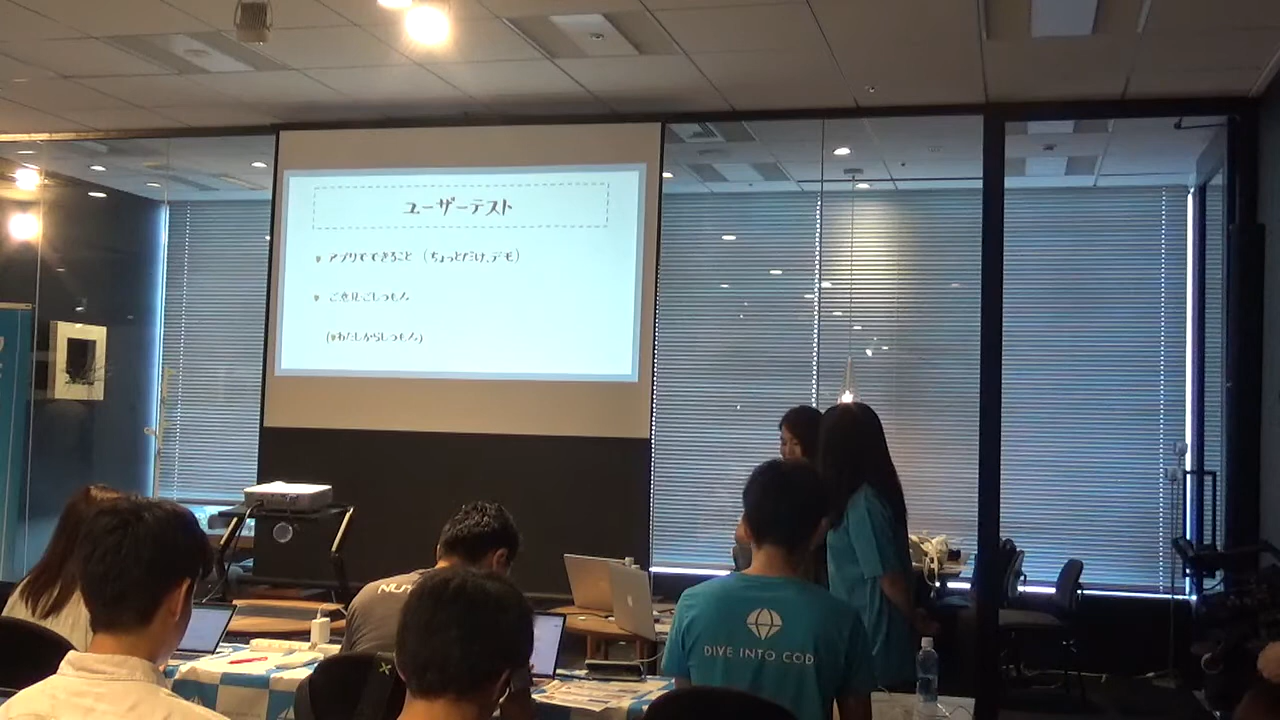 ユーザーテスト
アプリでできること (ちょっとだけ、デモ)
ご意見ごしつもん
(わたしからしつもん)
DIVE INTO COD